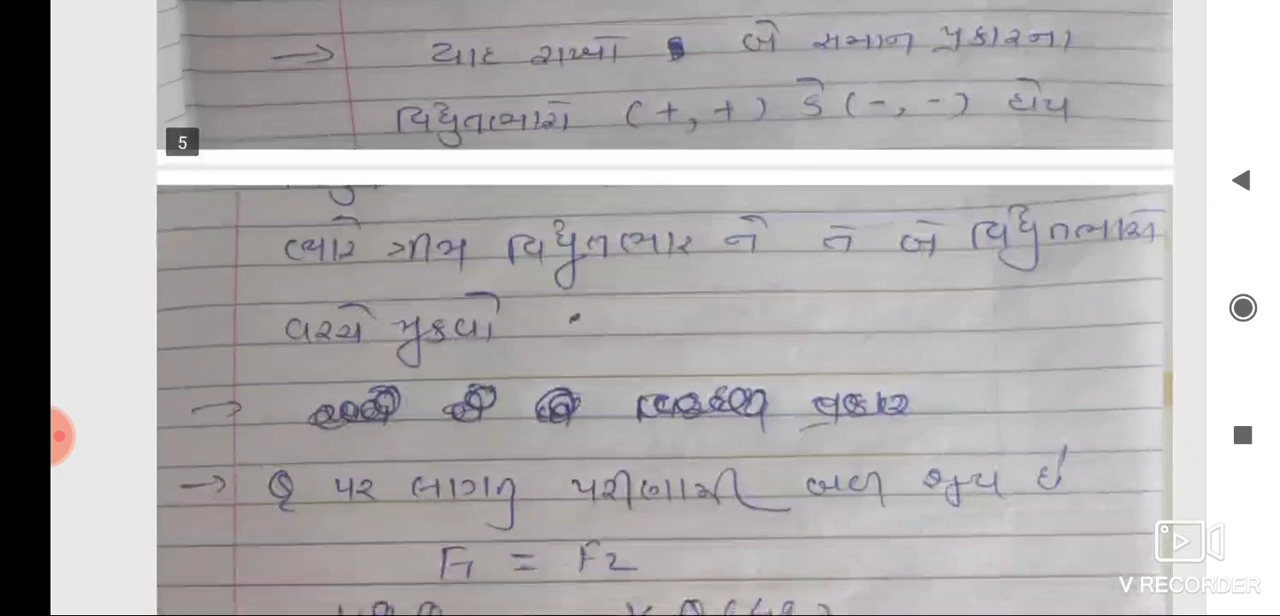 → યાદ રાખો બે સમાન પ્રકારના
વિધુતભારો (+, +) કે (-, -) હોય
5
ત્યારે ત્રીજા વિધુતભાર ને તે બે વિધુતભારો
વચ્ચે મુકવો .
→
→ Q પર લાગતુ પરીણામી બળ શૂન્ય છે
F1 = F2
V RECORDER